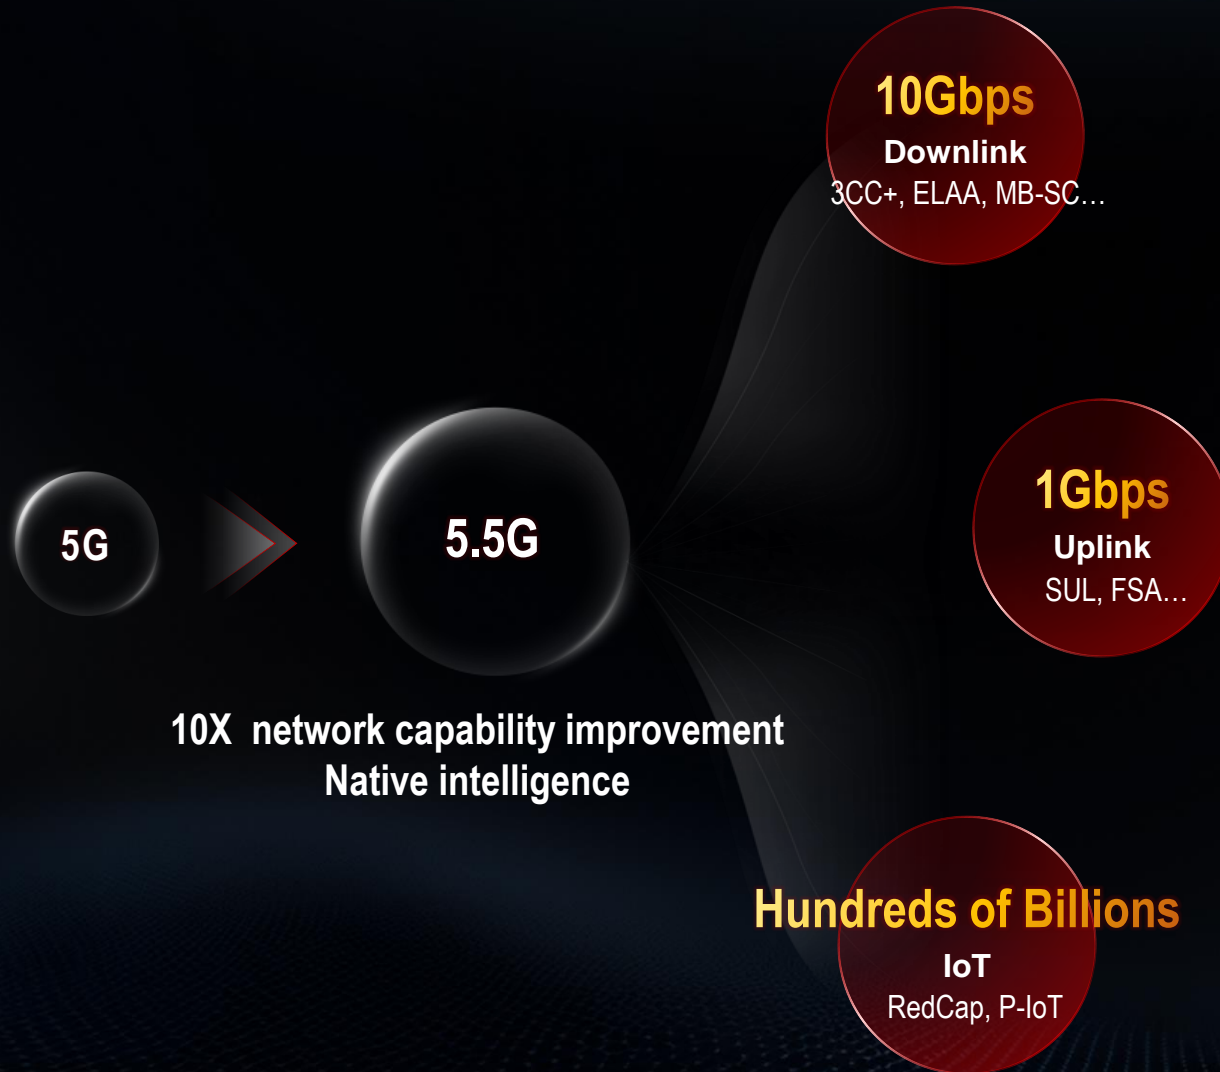 10Gbps
Downlink
3CC+, ELAA, MB-SC…
5G
5.5G
1Gbps
Uplink
SUL, FSA…
10X  network capability improvement
Native intelligence
Hundreds of Billions
IoT
RedCap, P-IoT